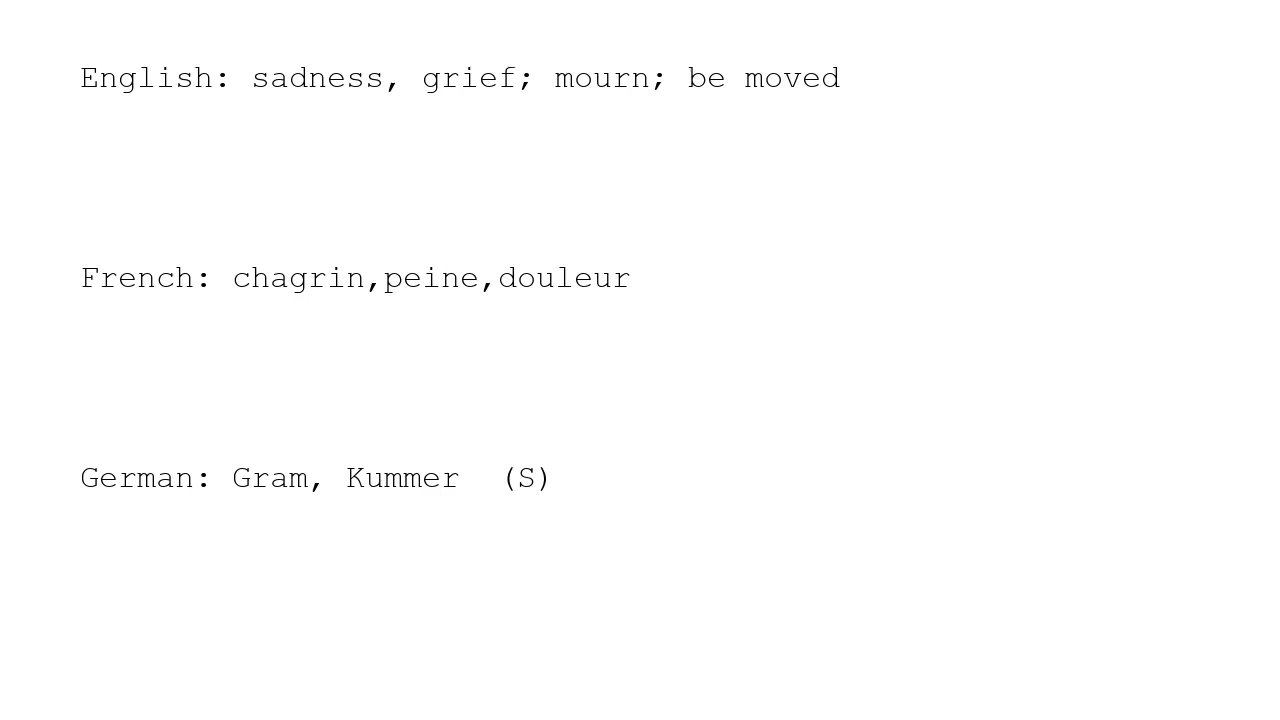 English: sadness, grief; mourn; be moved
French: chagrin,peine,douleur
German: Gram, Kummer  (S)